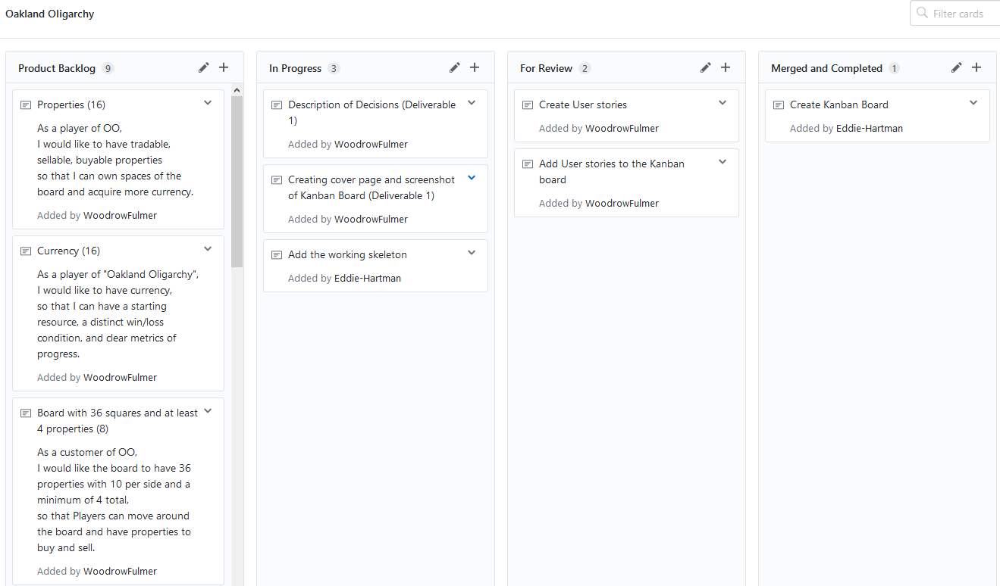 Oakland Oligarchy
Filter cards
Product Backlog 9
Properties (16)
As a player of OO,
I would like to have tradable,
sellable, buyable properties
so that I can own spaces of the
board and acquire more currency.
Added by WoodrowFulmer
Currency (16)
As a player of "Oakland Oligarchy",
I would like to have currency,
so that I can have a starting
resource, a distinct win/loss
condition, and clear metrics of
progress.
Added by WoodrowFulmer
Board with 36 squares and at least
4 properties (8)
As a customer of OO,
I would like the board to have 36
properties with 10 per side and a
minimum of 4 total,
so that Players can move around
the board and have properties to
buy and sell.
Added by WoodrowFulmer
In Progress 3
Description of Decisions (Deliverable
1)
Added by WoodrowFulmer
Creating cover page and screenshot
of Kanban Board (Deliverable 1)
Added by WoodrowFulmer
Add the working skeleton
Added by Eddie-Hartman
For Review 2
Create User stories
Added by WoodrowFulmer
Add User stories to the Kanban
board
Added by WoodrowFulmer
Merged and Completed 1
Create Kanban Board
Added by Eddie-Hartman